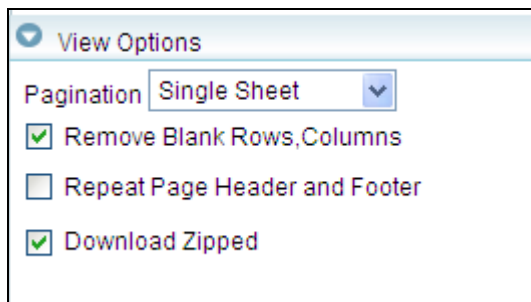 View Options
Pagination Single Sheet
Remove Blank Rows,Columns
Repeat Page Header and Footer
Download Zipped